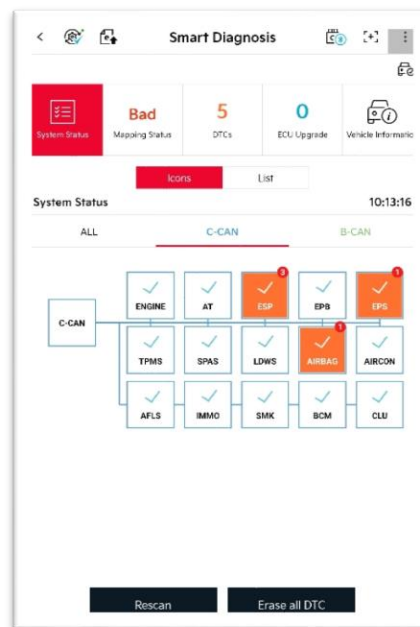 Smart Diagnosis
Bad
5
0
System Status
Mapping Status
DTCs
ECU Upgrade
Vehicle Informatic
Icons
List
System Status
10:13:16
ALL
C-CAN
B-CAN
3
1
ENGINE
AT
ESP
EPB
EPS
C-CAN
1
TPMS
SPAS
LDWS
AIRBAG
AIRCON
AFLS
IMMO
SMK
BCM
CLU
Rescan
Erase all DTC